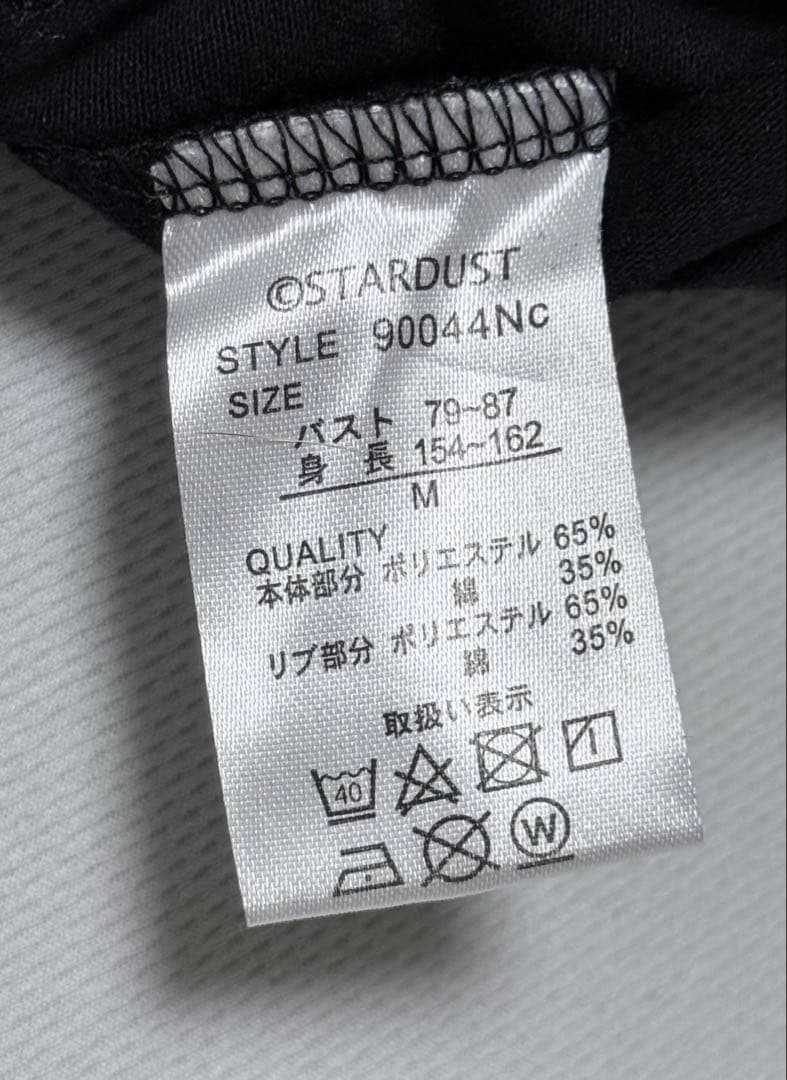 ©STARDUST
STYLE 90044Nc
SIZE
バスト 79~87
身 長 154~162
M
QUALITY
本体部分 ポリエステル 65%
綿 35%
リブ部分 ポリエステル 65%
綿 35%
取扱い表示
40
W